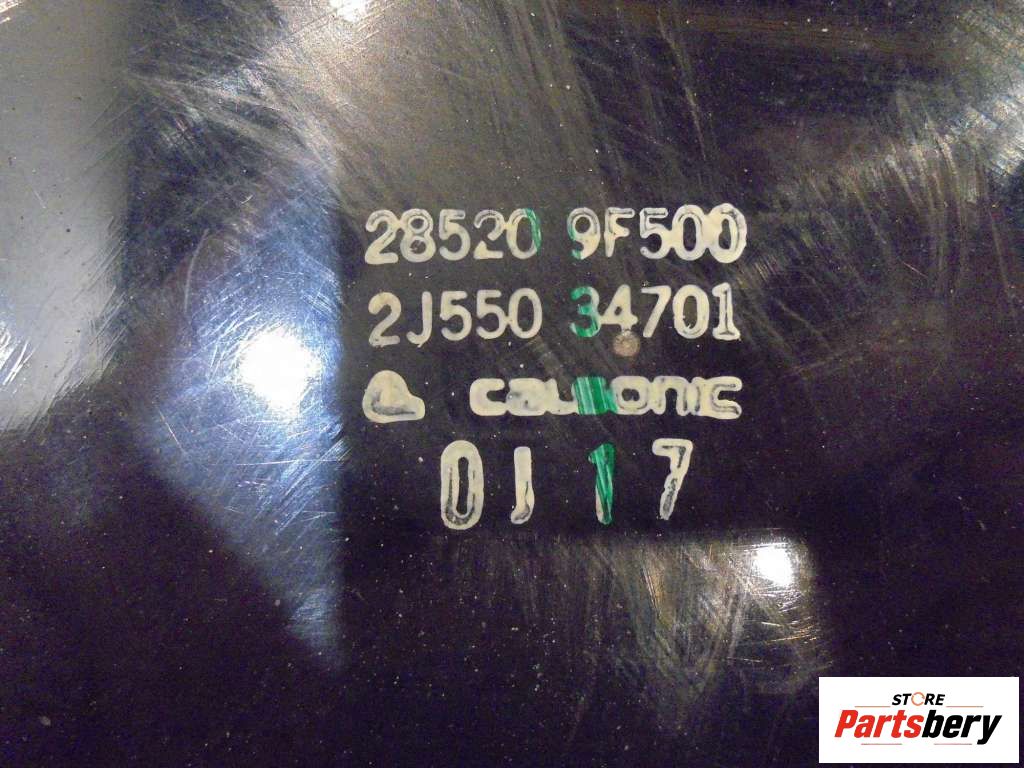 28520 9F500
2J550 34701
calsonic
0J17
STORE
Partsbery